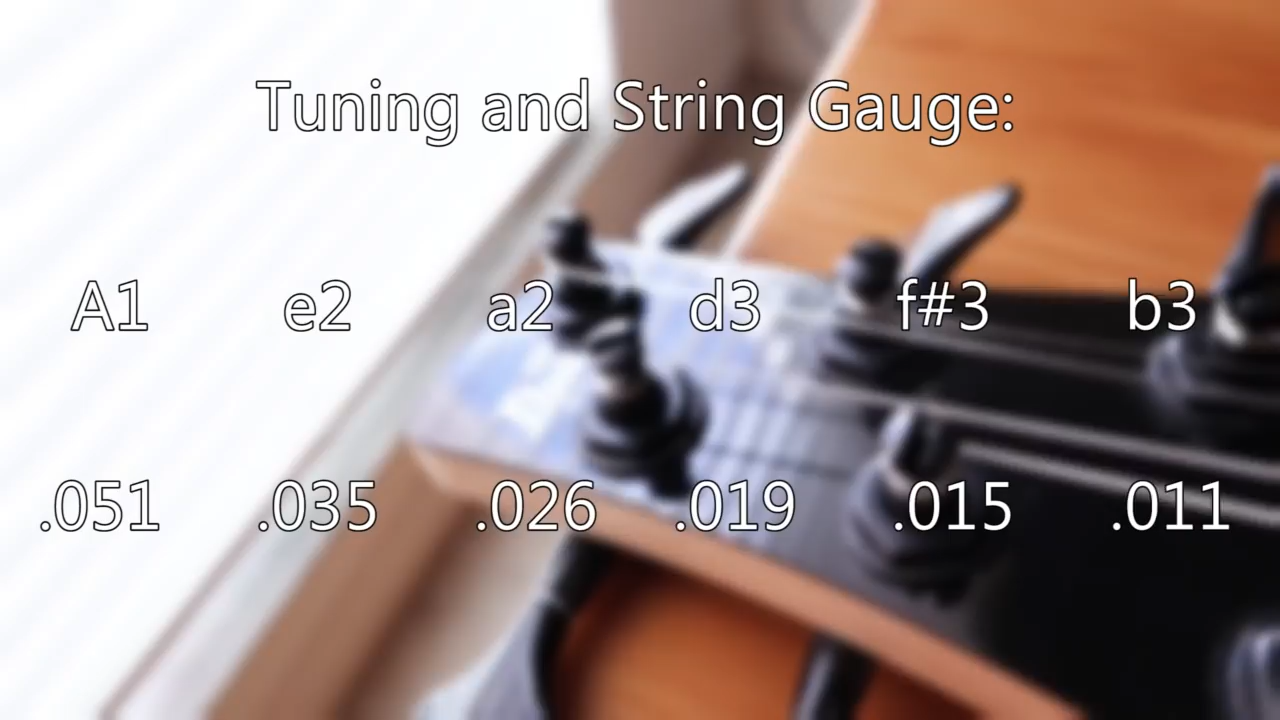 Tuning and String Gauge:
A1 e2 a2 d3 f#3 b3
.051 .035 .026 .019 .015 .011